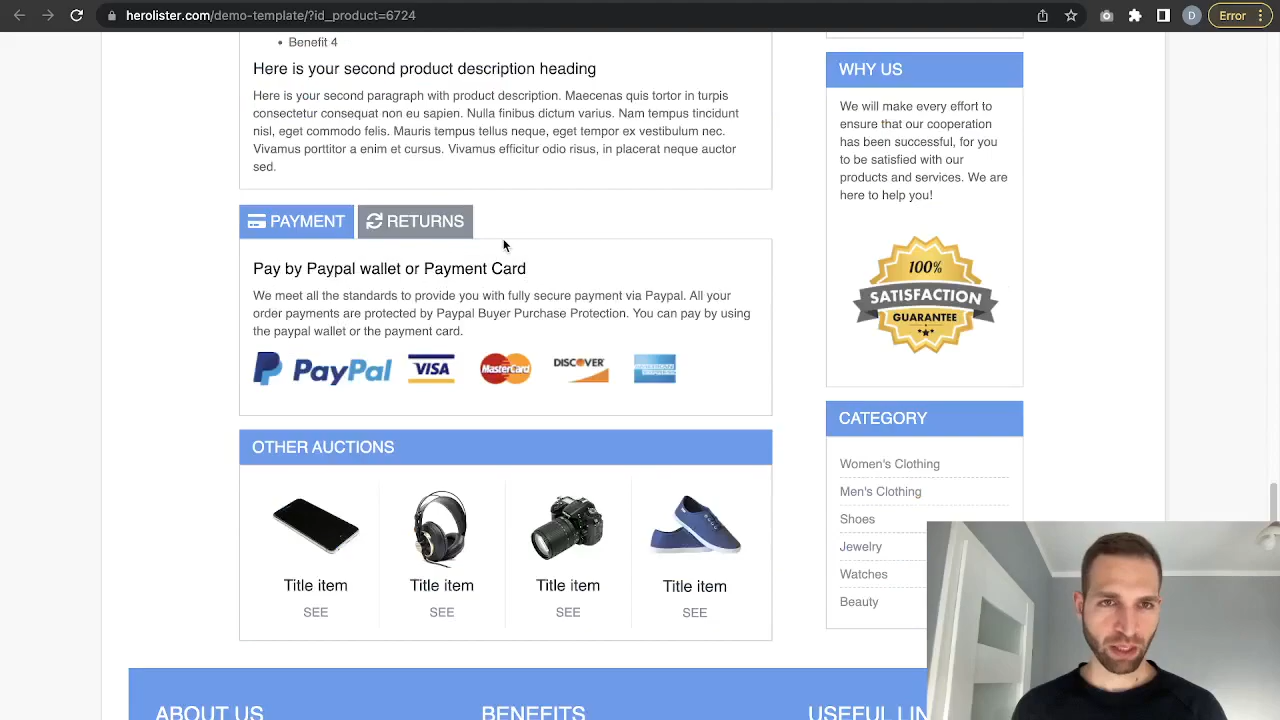 herolister.com/demo-template/?id_product=6724
D
Error
• Benefit 4
Here is your second product description heading
Here is your second paragraph with product description. Maecenas quis tortor in turpis
consectetur consequat non eu sapien. Nulla finibus dictum varius. Nam tempus tincidunt
nisl, eget commodo felis. Mauris tempus tellus neque, eget tempor ex vestibulum nec.
Vivamus porttitor a enim et cursus. Vivamus efficitur odio risus, in placerat neque auctor
sed.
PAYMENT
RETURNS
Pay by Paypal wallet or Payment Card
We meet all the standards to provide you with fully secure payment via Paypal. All your
order payments are protected by Paypal Buyer Purchase Protection. You can pay by using
the paypal wallet or the payment card.
PayPal
VISA
MasterCard
DISCOVER
AMERICAN
EXPRESS
OTHER AUCTIONS
Title item
Title item
Title item
Title item
SEE
SEE
SEE
SEE
WHY US
We will make every effort to
ensure that our cooperation
has been successful, for you
to be satisfied with our
products and services. We are
here to help you!
100%
SATISFACTION
GUARANTEE
CATEGORY
Women's Clothing
Men's Clothing
Shoes
Jewelry
Watches
Beauty
ABOUT US
BENEFITS
USEFUL LIN